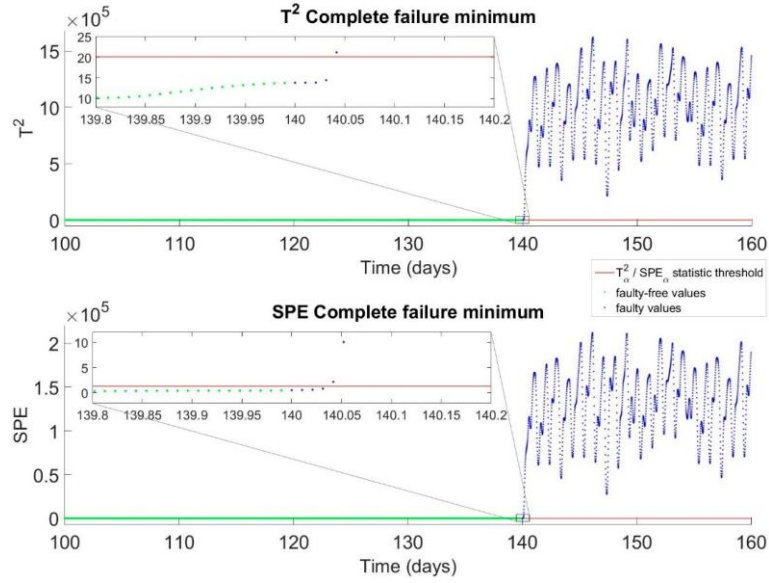 T² Complete failure minimum
×10⁵
15
10
5
0
T²
25
20
15
10
139.8 139.85 139.9 139.95 140 140.05 140.1 140.15 140.2
100 110 120 130 140 150 160
Time (days)
T²α / SPEα statistic threshold
faulty-free values
faulty values
SPE Complete failure minimum
×10⁵
2
1.5
1
0.5
0
SPE
10
5
0
139.8 139.85 139.9 139.95 140 140.05 140.1 140.15 140.2
100 110 120 130 140 150 160
Time (days)